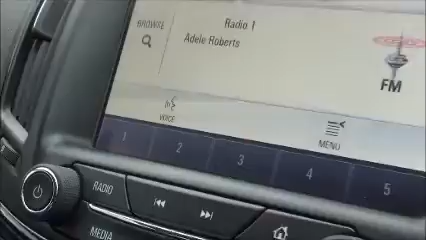 BROWSE
Radio 1
Adele Roberts
FM
VOICE
MENU
1 2 3 4 5
RADIO
MEDIA